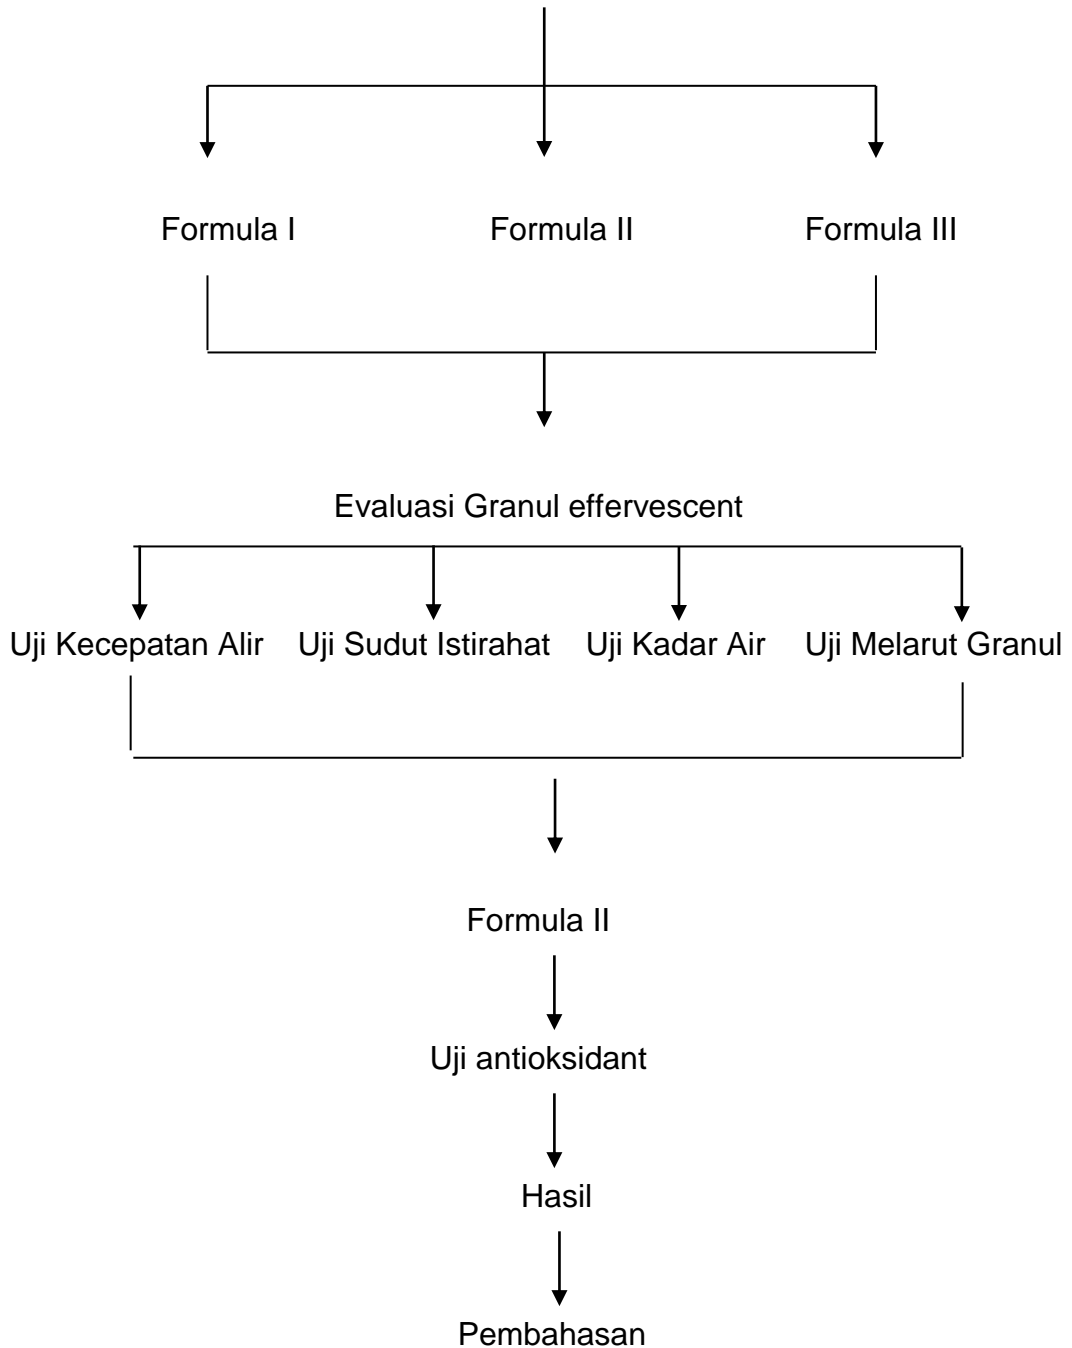 Formula I Formula II Formula III
Evaluasi Granul effervescent
Uji Kecepatan Alir Uji Sudut Istirahat Uji Kadar Air Uji Melarut Granul
Formula II
Uji antioksidant
Hasil
Pembahasan